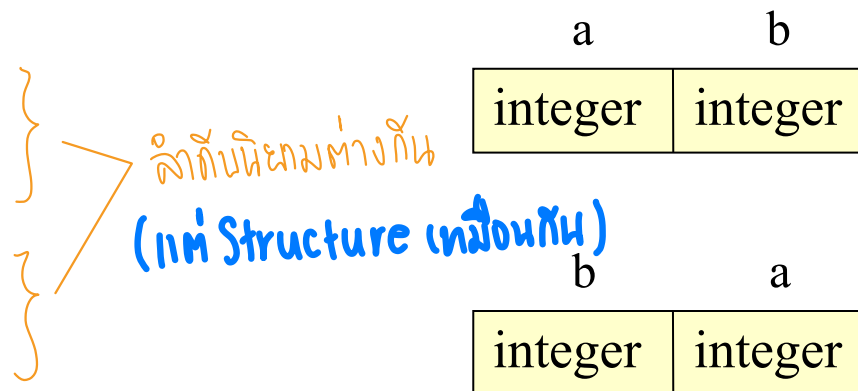 a b
integer integer
ลำดับนิยามต่างกัน
(แต่ Structure เหมือนกัน)
b a
integer integer